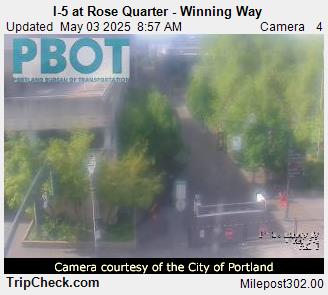 I-5 at Rose Quarter - Winning Way
Updated May 03 2025 8:57 AM Camera 4
PBOT
PORTLAND BUREAU OF TRANSPORTATION
Camera courtesy of the City of Portland
TripCheck.com Milepost302.00